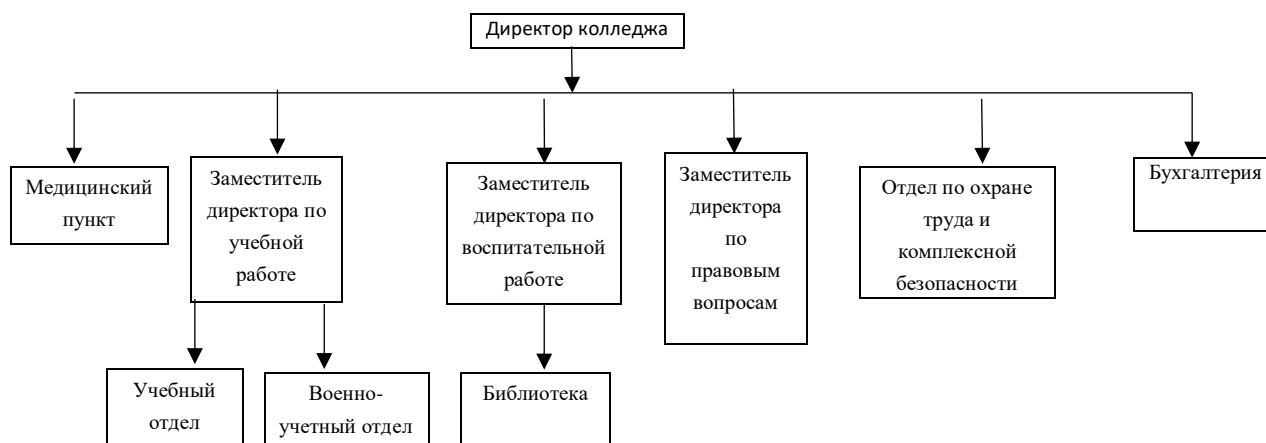 Директор колледжа
Медицинский
пункт
Заместитель
директора по
учебной
работе
Заместитель
директора по
воспитательной
работе
Заместитель
директора
по
правовым
вопросам
Отдел по охране
труда и
комплексной
безопасности
Бухгалтерия
Учебный
отдел
Военно-
учетный отдел
Библиотека